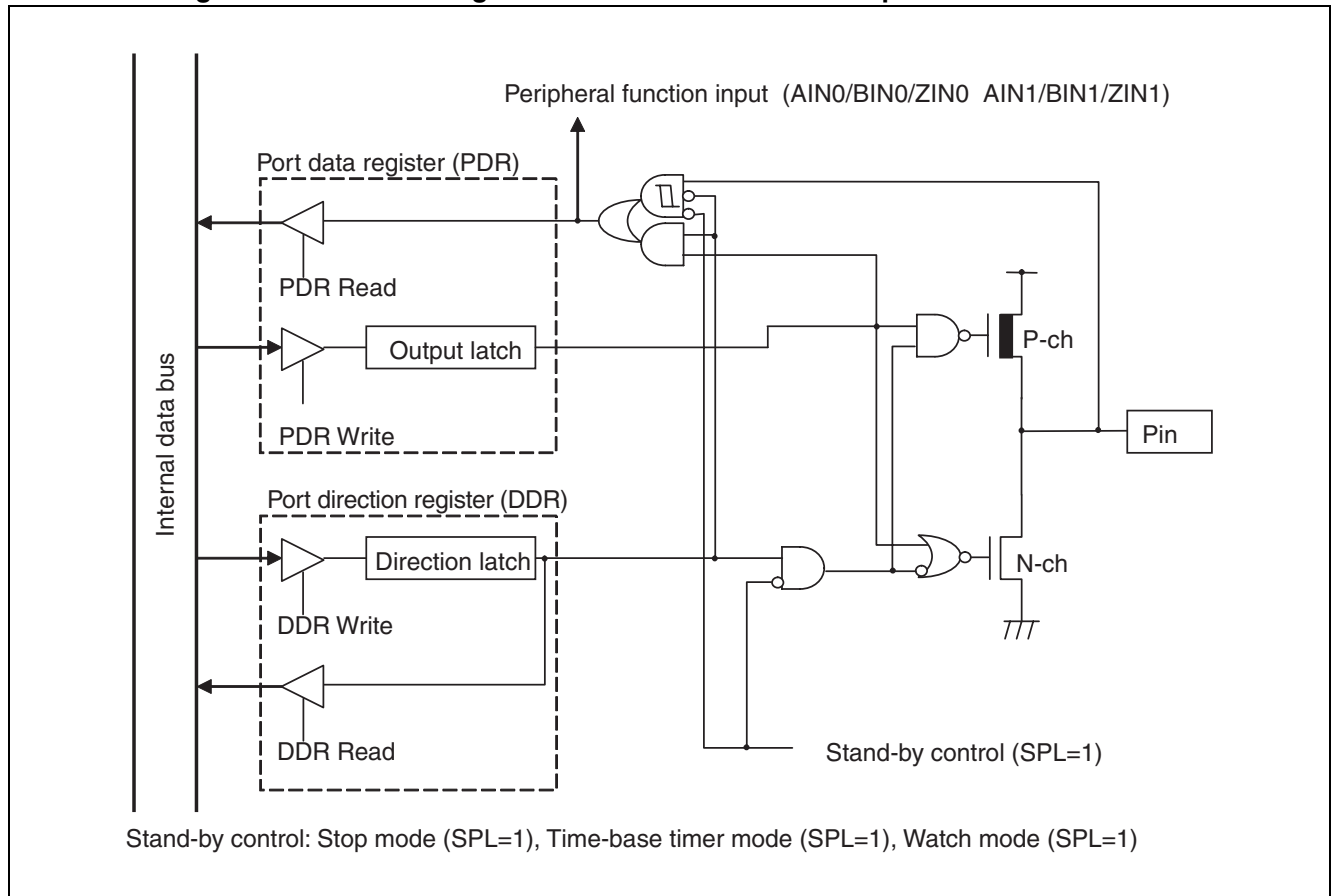 Peripheral function input (AIN0/BIN0/ZIN0 AIN1/BIN1/ZIN1)
Port data register (PDR)
PDR Read
Output latch
P-ch
Internal data bus
PDR Write
Pin
Port direction register (DDR)
Direction latch
N-ch
DDR Write
DDR Read
Stand-by control (SPL=1)
Stand-by control: Stop mode (SPL=1), Time-base timer mode (SPL=1), Watch mode (SPL=1)